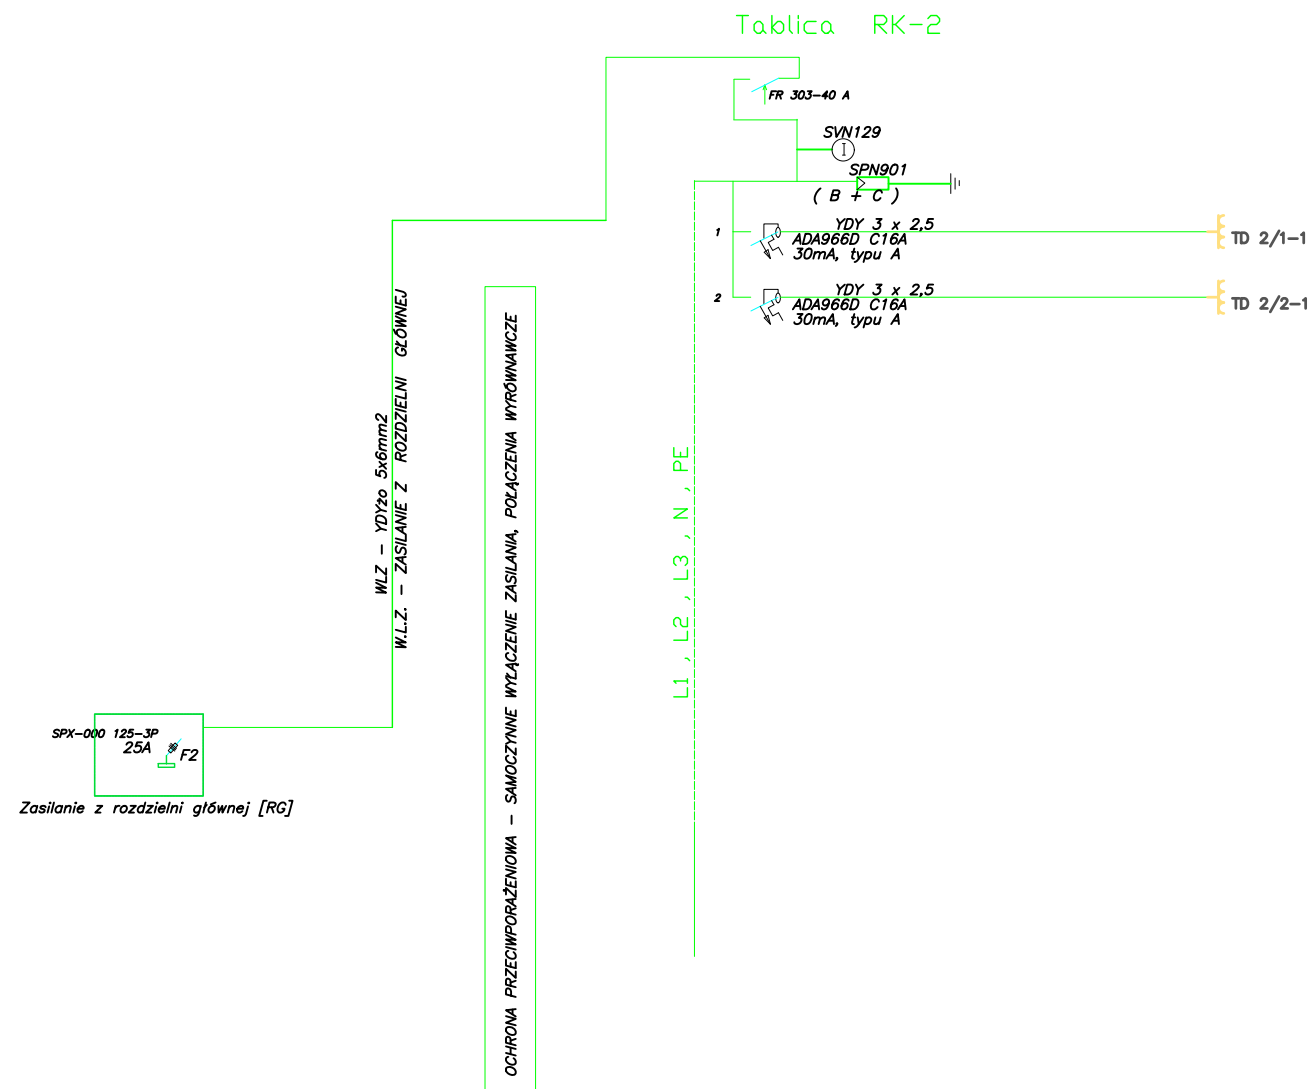 Tablica RK-2
FR 303-40 A
SVN129
I
SPN901
( B + C )
1
YDY 3 x 2,5
ADA966D C16A
30mA, typu A
TD 2/1-1
2
YDY 3 x 2,5
ADA966D C16A
30mA, typu A
TD 2/2-1
WLZ - YDYżo 5x6mm2
W.L.Z. - ZASILANIE Z ROZDZIELNI GŁÓWNEJ
OCHRONA PRZECIWPORAŻENIOWA - SAMOCZYNNE WYŁĄCZENIE ZASILANIA, POŁĄCZENIA WYRÓWNAWCZE
L1 , L2 , L3 , N , PE
SPX-000 125-3P
25A
F2
Zasilanie z rozdzielni głównej [RG]